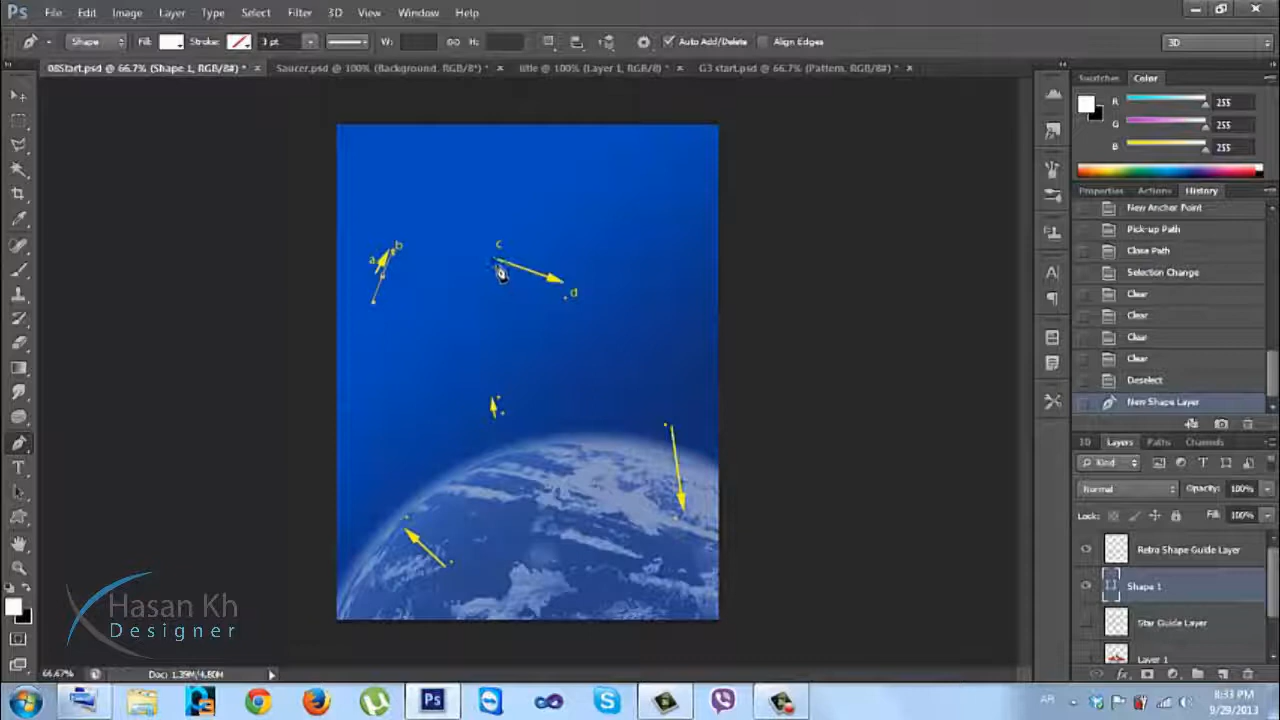 Ps File Edit Image Layer Type Select Filter 3D View Window Help
Shape Fill: Stroke: 3 pt W: H: Auto Add/Delete Align Edges 3D
08Start.psd @ 66.7% (Shape 1, RGB/8#) * × Saucer.psd @ 100% (Background, RGB/8*) * × title @ 100% (Layer 1, RGB/8) * × G3 start.psd @ 66.7% (Pattern, RGB/8#) * ×
Swatches Color
R 255
G 255
B 255
Properties Actions History
New Anchor Point
Pick-up Path
Close Path
Selection Change
Clear
Clear
Clear
Clear
Deselect
New Shape Layer
a b c d
3D Layers Paths Channels
Kind
Normal Opacity: 100%
Lock: Fill: 100%
Retro Shape Guide Layer
Shape 1
Star Guide Layer
Layer 1
Hasan Kh
Designer
66.67% Doc: 1.39M/4.80M
AR 8:33 PM
9/29/2013